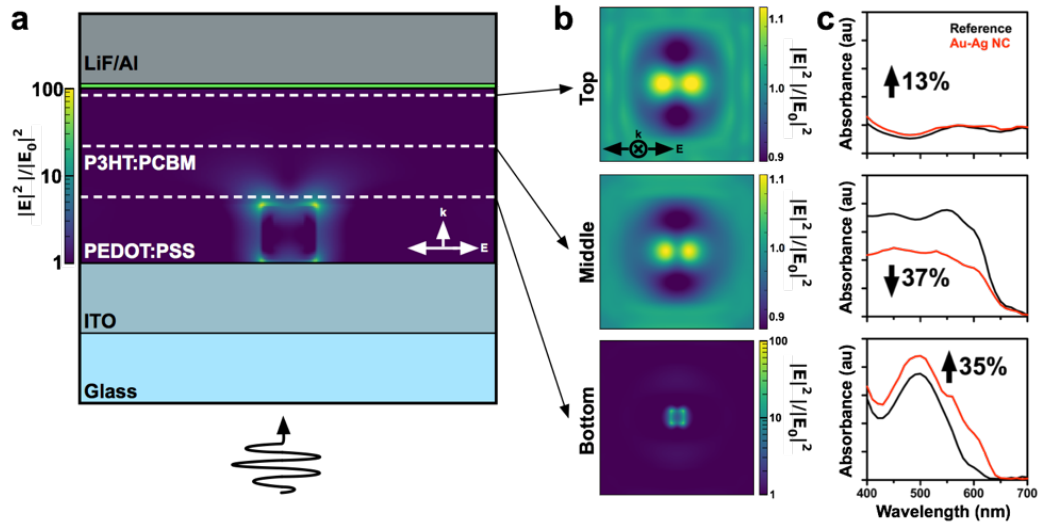 a
LiF/Al
100
10
1
|E|² |/|E₀|²
P3HT:PCBM
PEDOT:PSS
k
E
ITO
Glass
b
Top
k
E
1.1
1.0
0.9
|E|² |/|E₀|²
Middle
1.1
1.0
0.9
|E|² |/|E₀|²
Bottom
100
10
1
|E|² |/|E₀|²
c
Reference
Au-Ag NC
13%
Absorbance (au)
37%
Absorbance (au)
35%
Absorbance (au)
400 500 600 700
Wavelength (nm)